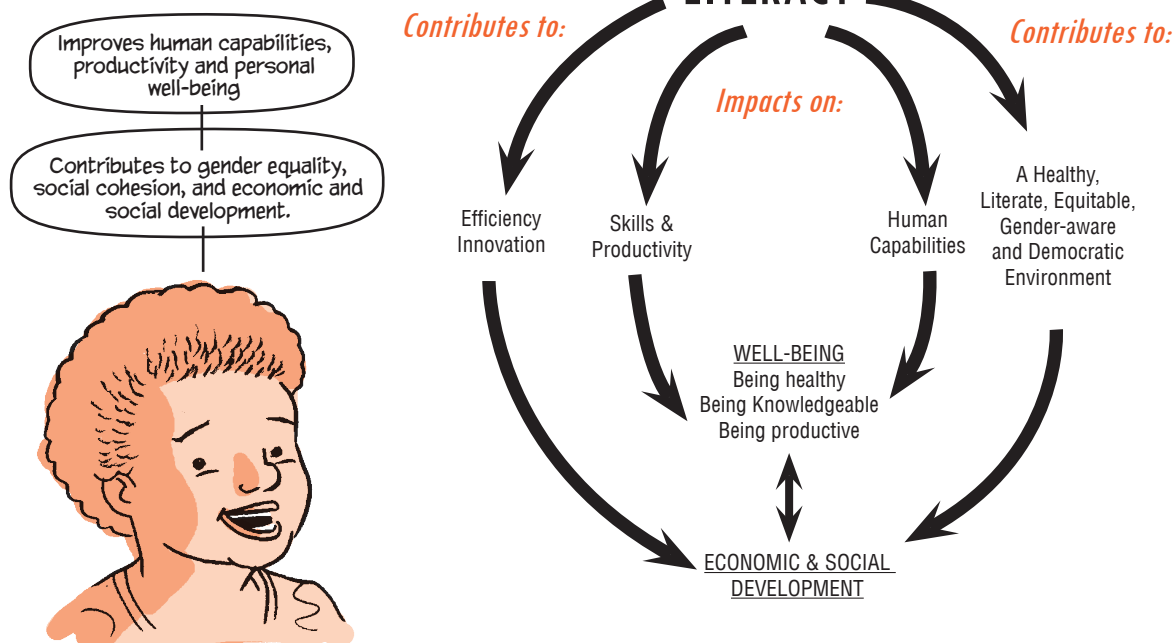 Improves human capabilities,
productivity and personal
well-being
Contributes to gender equality,
social cohesion, and economic and
social development.
LITERACY
Contributes to:
Contributes to:
Impacts on:
Efficiency
Innovation
Skills &
Productivity
Human
Capabilities
A Healthy,
Literate, Equitable,
Gender-aware
and Democratic
Environment
WELL-BEING
Being healthy
Being Knowledgeable
Being productive
ECONOMIC & SOCIAL
DEVELOPMENT